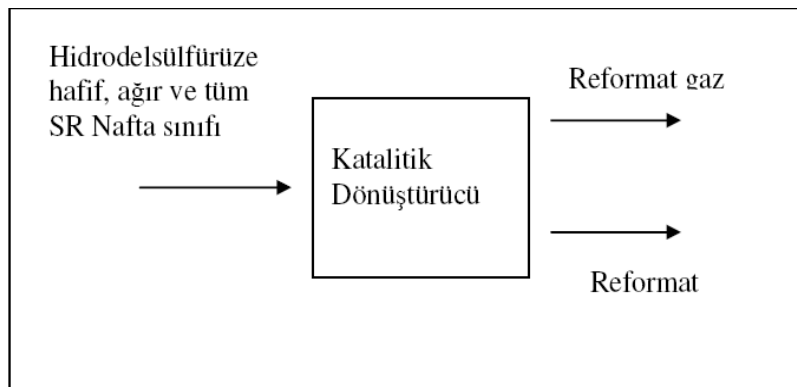 Hidrodelsülfürüze
hafif, ağır ve tüm
SR Nafta sınıfı
Reformat gaz
Katalitik
Dönüştürücü
Reformat